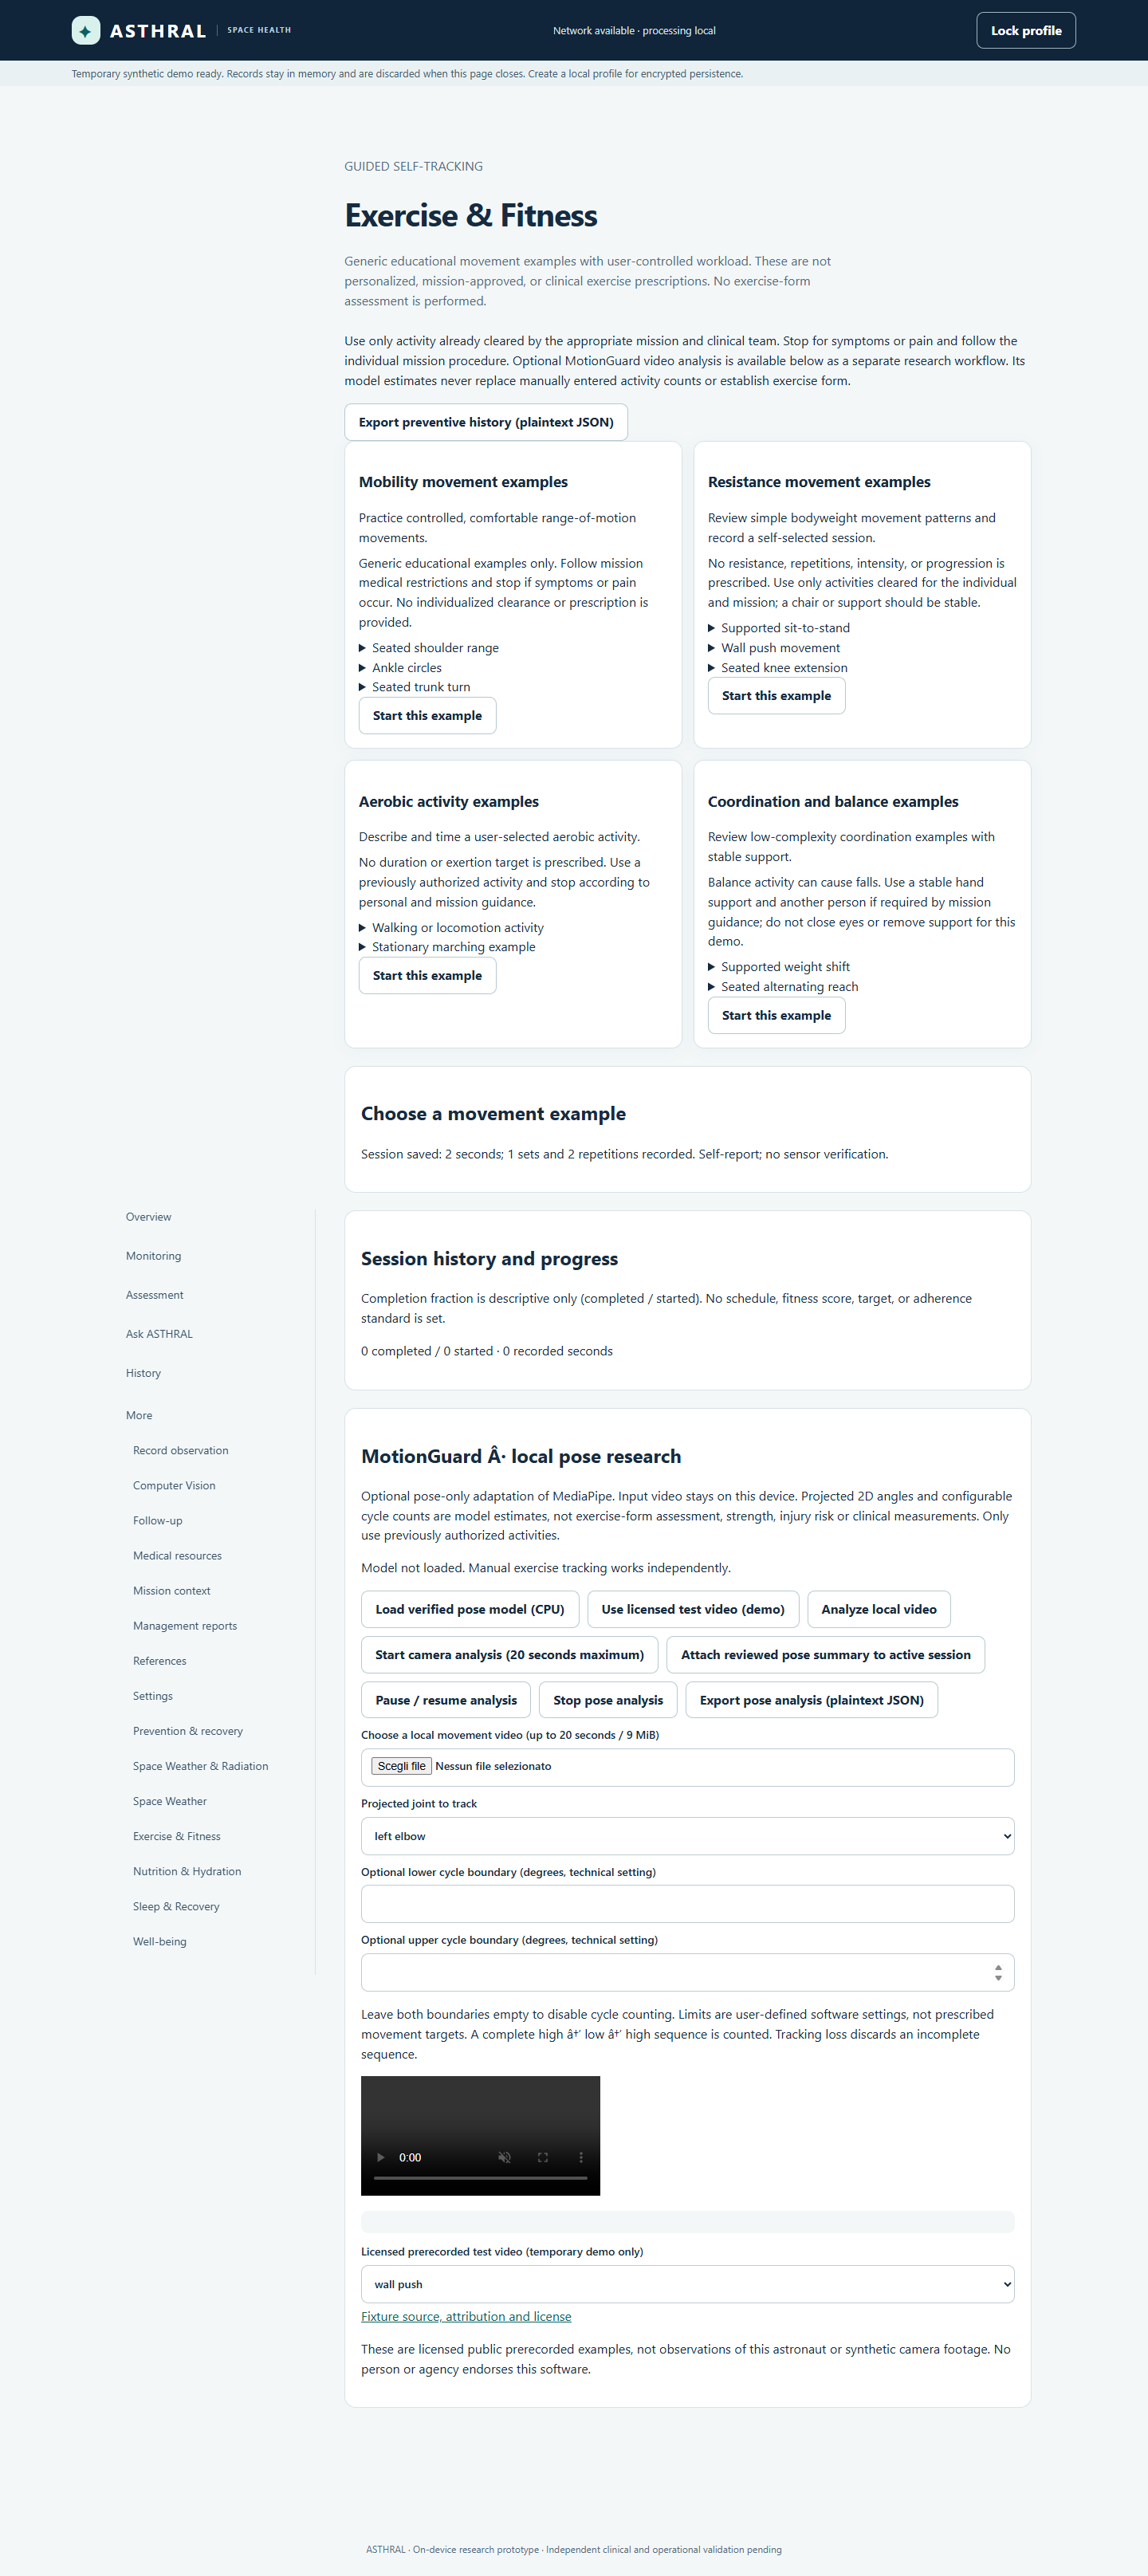 ASTHRAL
SPACE HEALTH
Network available · processing local
Lock profile
Temporary synthetic demo ready. Records stay in memory and are discarded when this page closes. Create a local profile for encrypted persistence.
GUIDED SELF-TRACKING
Exercise & Fitness
Generic educational movement examples with user-controlled workload. These are not
personalized, mission-approved, or clinical exercise prescriptions. No exercise-form
assessment is performed.
Use only activity already cleared by the appropriate mission and clinical team. Stop for symptoms or pain and follow the
individual mission procedure. Optional MotionGuard video analysis is available below as a separate research workflow. Its
model estimates never replace manually entered activity counts or establish exercise form.
Export preventive history (plaintext JSON)
Mobility movement examples
Practice controlled, comfortable range-of-motion
movements.
Generic educational examples only. Follow mission
medical restrictions and stop if symptoms or pain
occur. No individualized clearance or prescription is
provided.
▶ Seated shoulder range
▶ Ankle circles
▶ Seated trunk turn
Start this example
Resistance movement examples
Review simple bodyweight movement patterns and
record a self-selected session.
No resistance, repetitions, intensity, or progression is
prescribed. Use only activities cleared for the individual
and mission; a chair or support should be stable.
▶ Supported sit-to-stand
▶ Wall push movement
▶ Seated knee extension
Start this example
Aerobic activity examples
Describe and time a user-selected aerobic activity.
No duration or exertion target is prescribed. Use a
previously authorized activity and stop according to
personal and mission guidance.
▶ Walking or locomotion activity
▶ Stationary marching example
Start this example
Coordination and balance examples
Review low-complexity coordination examples with
stable support.
Balance activity can cause falls. Use a stable hand
support and another person if required by mission
guidance; do not close eyes or remove support for this
demo.
▶ Supported weight shift
▶ Seated alternating reach
Start this example
Choose a movement example
Session saved: 2 seconds; 1 sets and 2 repetitions recorded. Self-report; no sensor verification.
Overview
Monitoring
Assessment
Ask ASTHRAL
History
More
Record observation
Computer Vision
Follow-up
Medical resources
Mission context
Management reports
References
Settings
Prevention & recovery
Space Weather & Radiation
Space Weather
Exercise & Fitness
Nutrition & Hydration
Sleep & Recovery
Well-being
Session history and progress
Completion fraction is descriptive only (completed / started). No schedule, fitness score, target, or adherence
standard is set.
0 completed / 0 started · 0 recorded seconds
MotionGuard Â· local pose research
Optional pose-only adaptation of MediaPipe. Input video stays on this device. Projected 2D angles and configurable
cycle counts are model estimates, not exercise-form assessment, strength, injury risk or clinical measurements. Only
use previously authorized activities.
Model not loaded. Manual exercise tracking works independently.
Load verified pose model (CPU)
Use licensed test video (demo)
Analyze local video
Start camera analysis (20 seconds maximum)
Attach reviewed pose summary to active session
Pause / resume analysis
Stop pose analysis
Export pose analysis (plaintext JSON)
Choose a local movement video (up to 20 seconds / 9 MiB)
Scegli file Nessun file selezionato
Projected joint to track
left elbow
Optional lower cycle boundary (degrees, technical setting)
Optional upper cycle boundary (degrees, technical setting)
Leave both boundaries empty to disable cycle counting. Limits are user-defined software settings, not prescribed
movement targets. A complete high â†’ low â†’ high sequence is counted. Tracking loss discards an incomplete
sequence.
0:00
Licensed prerecorded test video (temporary demo only)
wall push
Fixture source, attribution and license
These are licensed public prerecorded examples, not observations of this astronaut or synthetic camera footage. No
person or agency endorses this software.
ASTHRAL · On-device research prototype · Independent clinical and operational validation pending